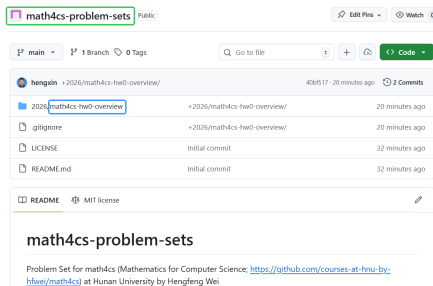 math4cs-problem-sets Public
Edit Pins Watch
main 1 Branch 0 Tags Go to file t + Code
hengxin +2026/math4cs-hw0-overview/ 40bf517 · 20 minutes ago 2 Commits
2026/math4cs-hw0-overview +2026/math4cs-hw0-overview/ 20 minutes ago
.gitignore +2026/math4cs-hw0-overview/ 20 minutes ago
LICENSE Initial commit 32 minutes ago
README.md Initial commit 32 minutes ago
README MIT license
math4cs-problem-sets
Problem Set for math4cs (Mathematics for Computer Science; https://github.com/courses-at-hnu-by-
hfwei/math4cs) at Hunan University by Hengfeng Wei